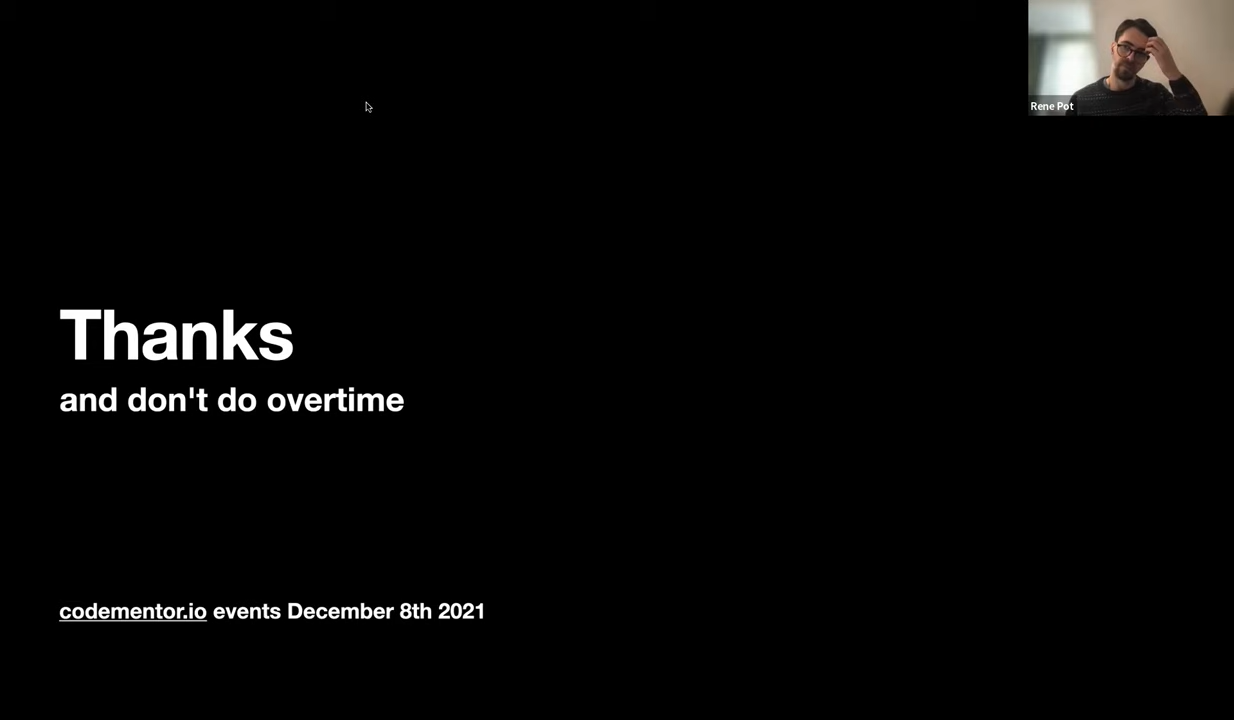 Rene Pot
Thanks
and don't do overtime
codementor.io events December 8th 2021